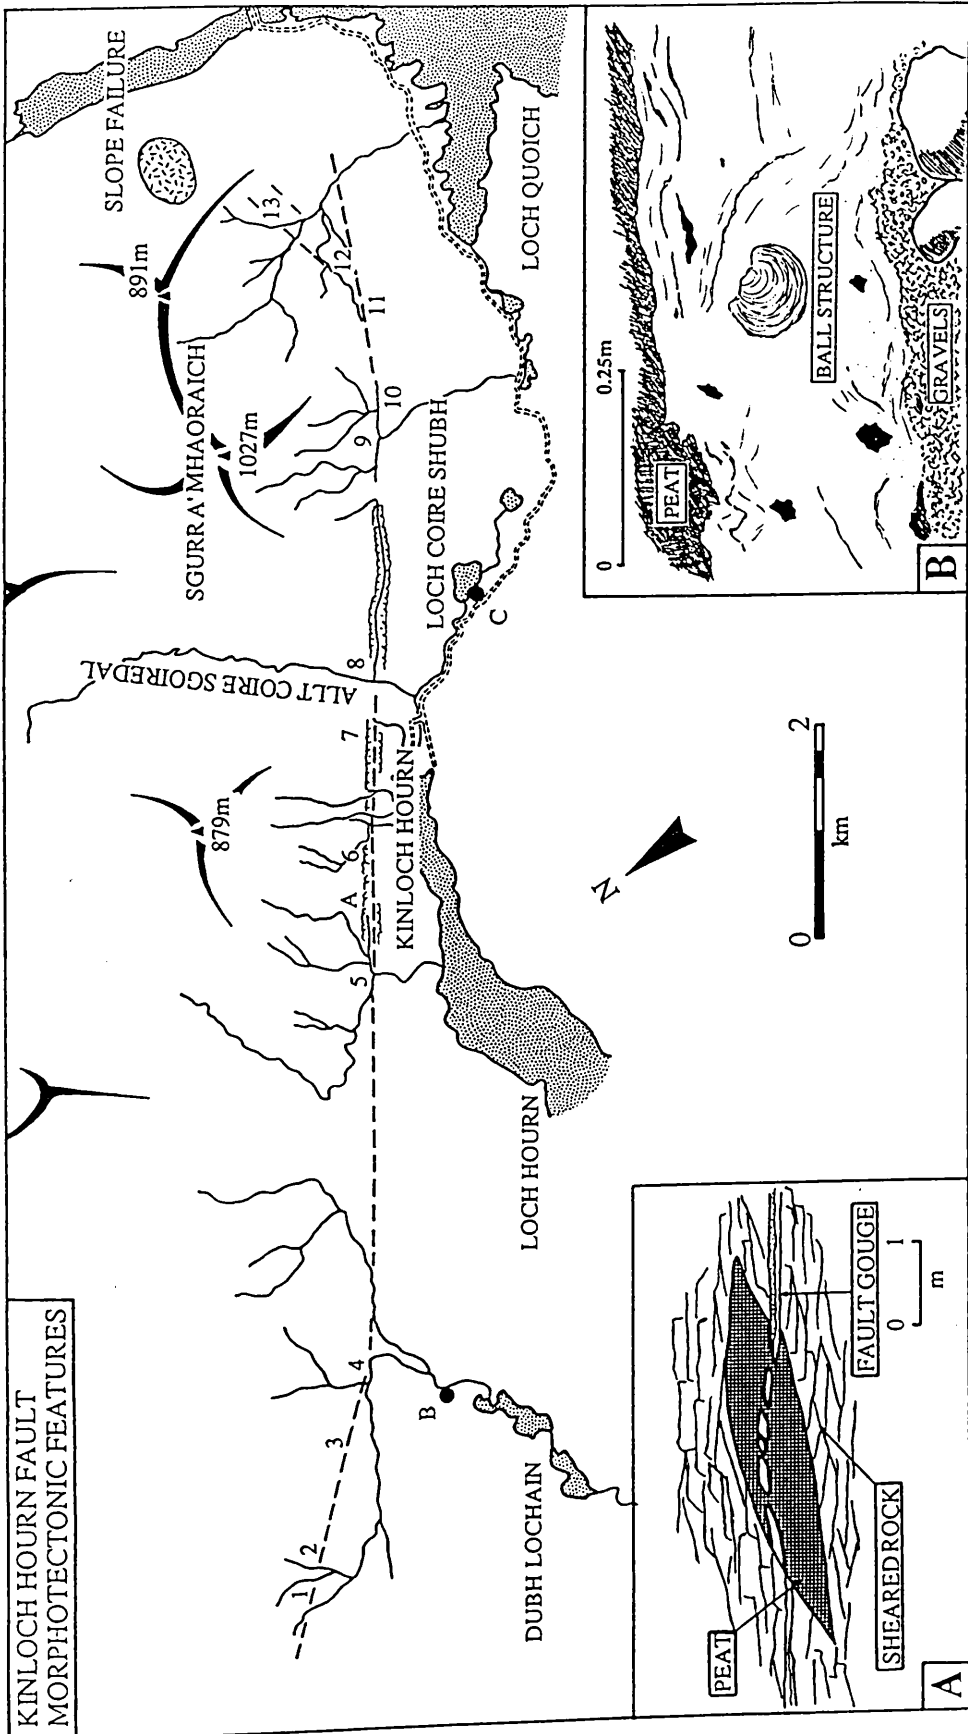 KINLOCH HOURN FAULT
MORPHOTECTONIC FEATURES
SLOPE FAILURE
891m
SGURR A' MHAORAICH
1027m
ALLT COIRE SGOIREDAL
879m
1
2
3
4
5
A
6
7
8
9
10
11
12
13
KINLOCH HOURN
LOCH COIRE SHUBH
LOCH QUOICH
C
B
LOCH HOURN
DUBH LOCHAIN
N
0
2
km
A
PEAT
SHEARED ROCK
FAULT GOUGE
0
1
m
B
PEAT
0
0.25m
BALL STRUCTURE
GRAVELS